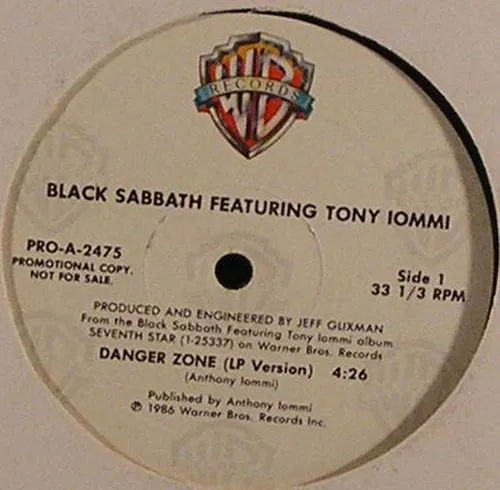 WB
RECORDS
BLACK SABBATH FEATURING TONY IOMMI
PRO-A-2475
PROMOTIONAL COPY.
NOT FOR SALE.
Side 1
33 1/3 RPM
PRODUCED AND ENGINEERED BY JEFF GLIXMAN
From the Black Sabbath Featuring Tony Iommi album
SEVENTH STAR (1-25337) on Warner Bros. Records
DANGER ZONE (LP Version) 4:26
(Anthony Iommi)
Published by Anthony Iommi
℗ 1986 Warner Bros. Records Inc.